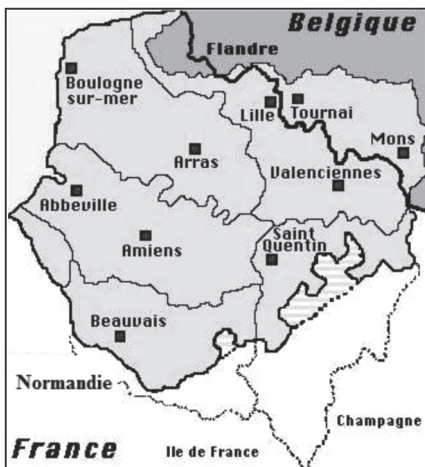 Belgique
Flandre
Boulogne
sur-mer
Lille
Tournai
Mons
Arras
Valenciennes
Abbeville
Amiens
Saint
Quentin
Beauvais
Normandie
Champagne
France
Ile de France